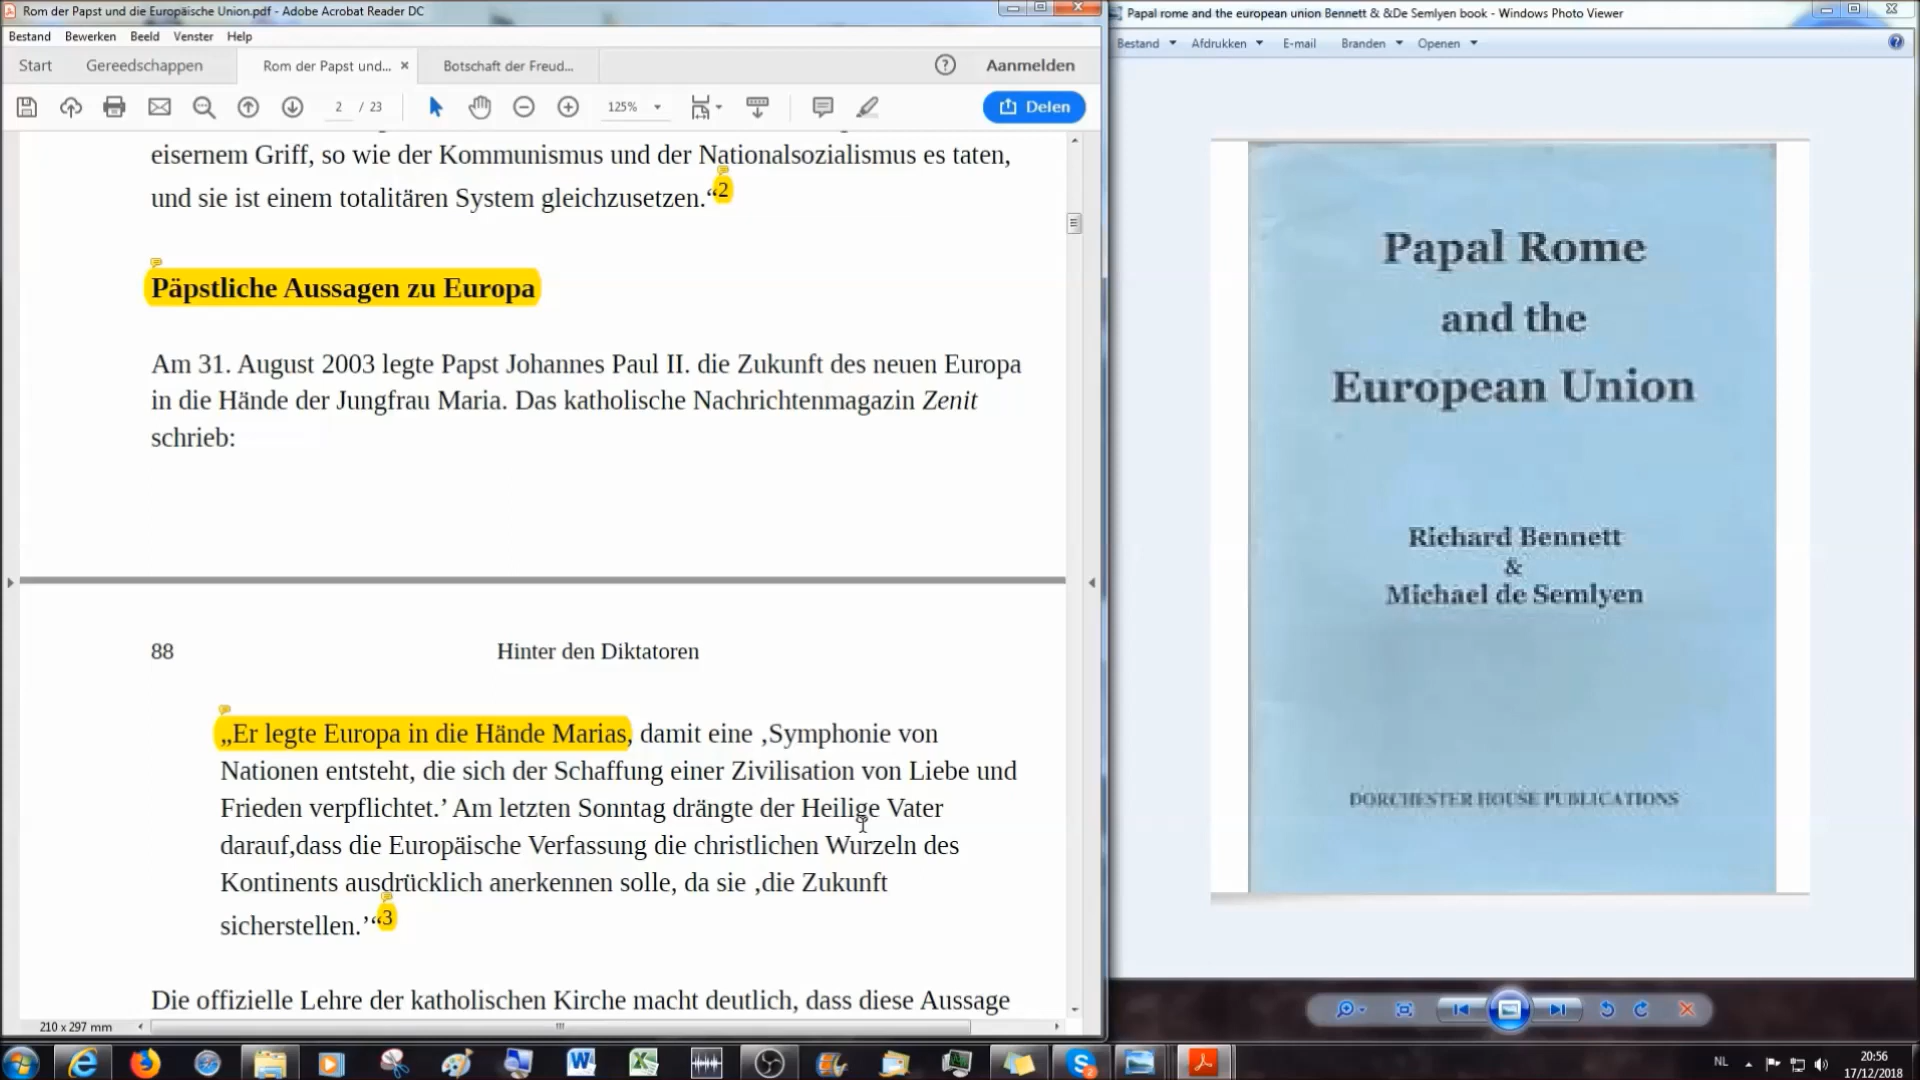 Rom der Papst und die Europäische Union.pdf - Adobe Acrobat Reader DC
Bestand Bewerken Beeld Venster Help
Start Gereedschappen Rom der Papst und... × Botschaft der Freud... Aanmelden
2 / 23 125% Delen
eisernem Griff, so wie der Kommunismus und der Nationalsozialismus es taten,
und sie ist einem totalitären System gleichzusetzen.“2
Päpstliche Aussagen zu Europa
Am 31. August 2003 legte Papst Johannes Paul II. die Zukunft des neuen Europa
in die Hände der Jungfrau Maria. Das katholische Nachrichtenmagazin Zenit
schrieb:
88 Hinter den Diktatoren
„Er legte Europa in die Hände Marias, damit eine ‚Symphonie von
Nationen entsteht, die sich der Schaffung einer Zivilisation von Liebe und
Frieden verpflichtet.’ Am letzten Sonntag drängte der Heilige Vater
darauf,dass die Europäische Verfassung die christlichen Wurzeln des
Kontinents ausdrücklich anerkennen solle, da sie ‚die Zukunft
sicherstellen.’“3
Die offizielle Lehre der katholischen Kirche macht deutlich, dass diese Aussage
210 x 297 mm
Papal rome and the european union Bennett & &De Semlyen book - Windows Photo Viewer
Bestand Afdrukken E-mail Branden Openen
Papal Rome
and the
European Union
Richard Bennett
&
Michael de Semlyen
DORCHESTER HOUSE PUBLICATIONS
NL 20:56
17/12/2018